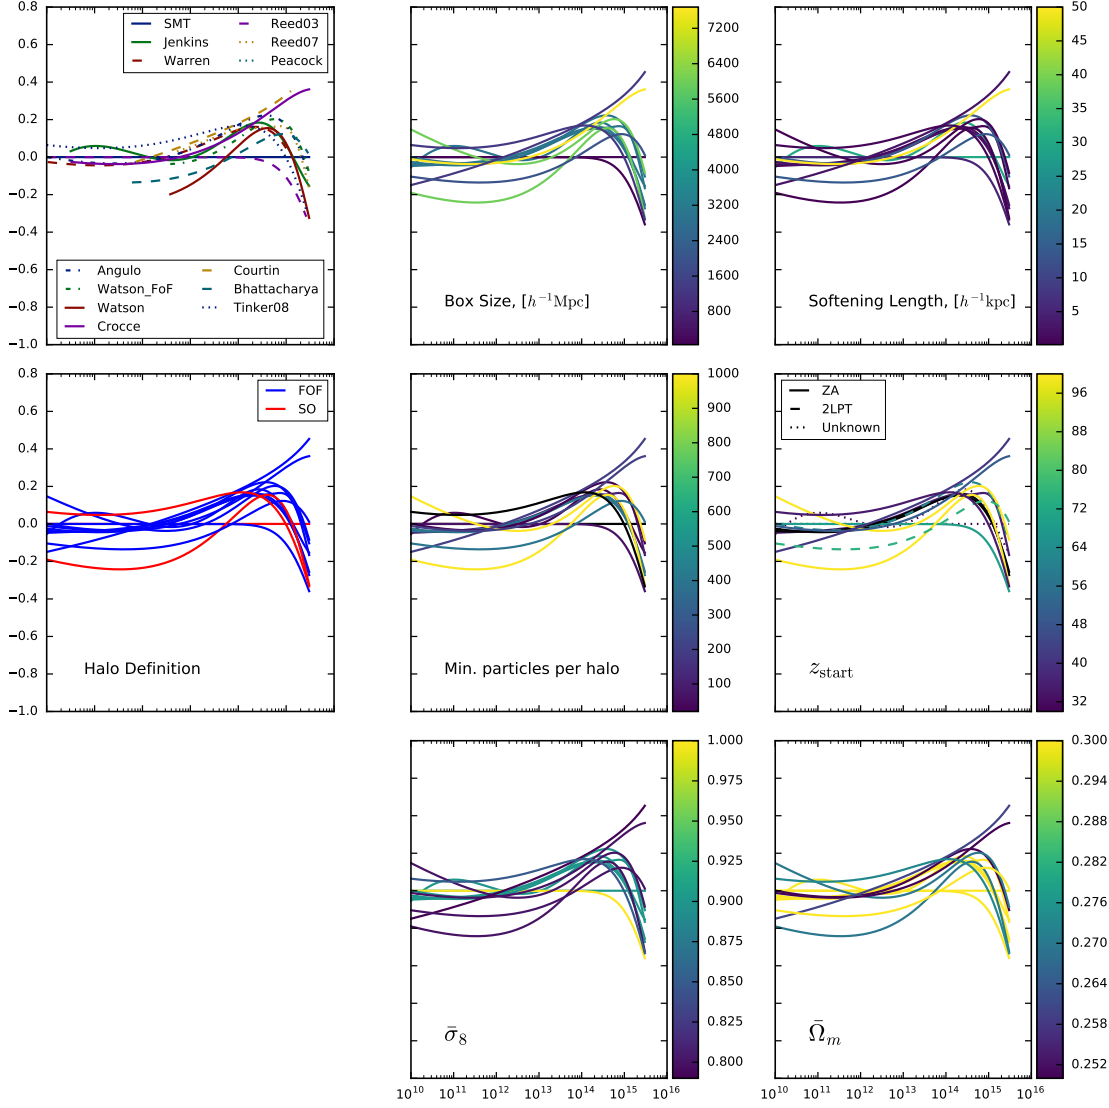 0.8
0.6
0.4
0.2
0.0
−0.2
−0.4
−0.6
−0.8
−1.0
SMT
Jenkins
Warren
Reed03
Reed07
Peacock
Angulo
Watson_FoF
Watson
Crocce
Courtin
Bhattacharya
Tinker08
Box Size, [h⁻¹Mpc]
7200
6400
5600
4800
4000
3200
2400
1600
800
Softening Length, [h⁻¹kpc]
50
45
40
35
30
25
20
15
10
5
0.8
0.6
0.4
0.2
0.0
−0.2
−0.4
−0.6
−0.8
−1.0
FOF
SO
Halo Definition
Min. particles per halo
1000
900
800
700
600
500
400
300
200
100
ZA
2LPT
Unknown
z_start
96
88
80
72
64
56
48
40
32
σ̄₈
10¹⁰ 10¹¹ 10¹² 10¹³ 10¹⁴ 10¹⁵ 10¹⁶
1.000
0.975
0.950
0.925
0.900
0.875
0.850
0.825
0.800
Ω̄_m
10¹⁰ 10¹¹ 10¹² 10¹³ 10¹⁴ 10¹⁵ 10¹⁶
0.300
0.294
0.288
0.282
0.276
0.270
0.264
0.258
0.252